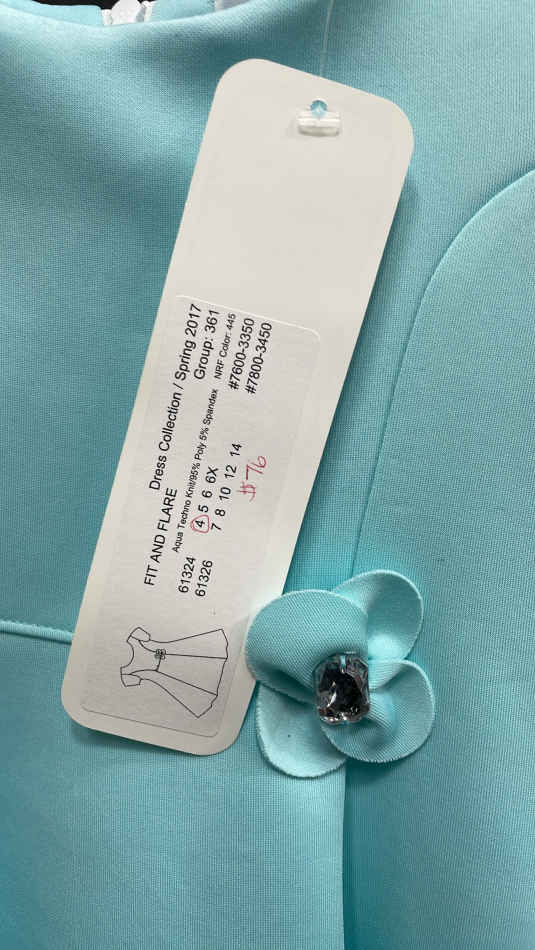 Dress Collection / Spring 2017
FIT AND FLARE
Group: 361
Aqua Techno Knit/95% Poly 5% Spandex
NRF Color: 445
61324
4 5 6 6X
#7600-3350
61326
7 8 10 12 14
#7800-3450
$76